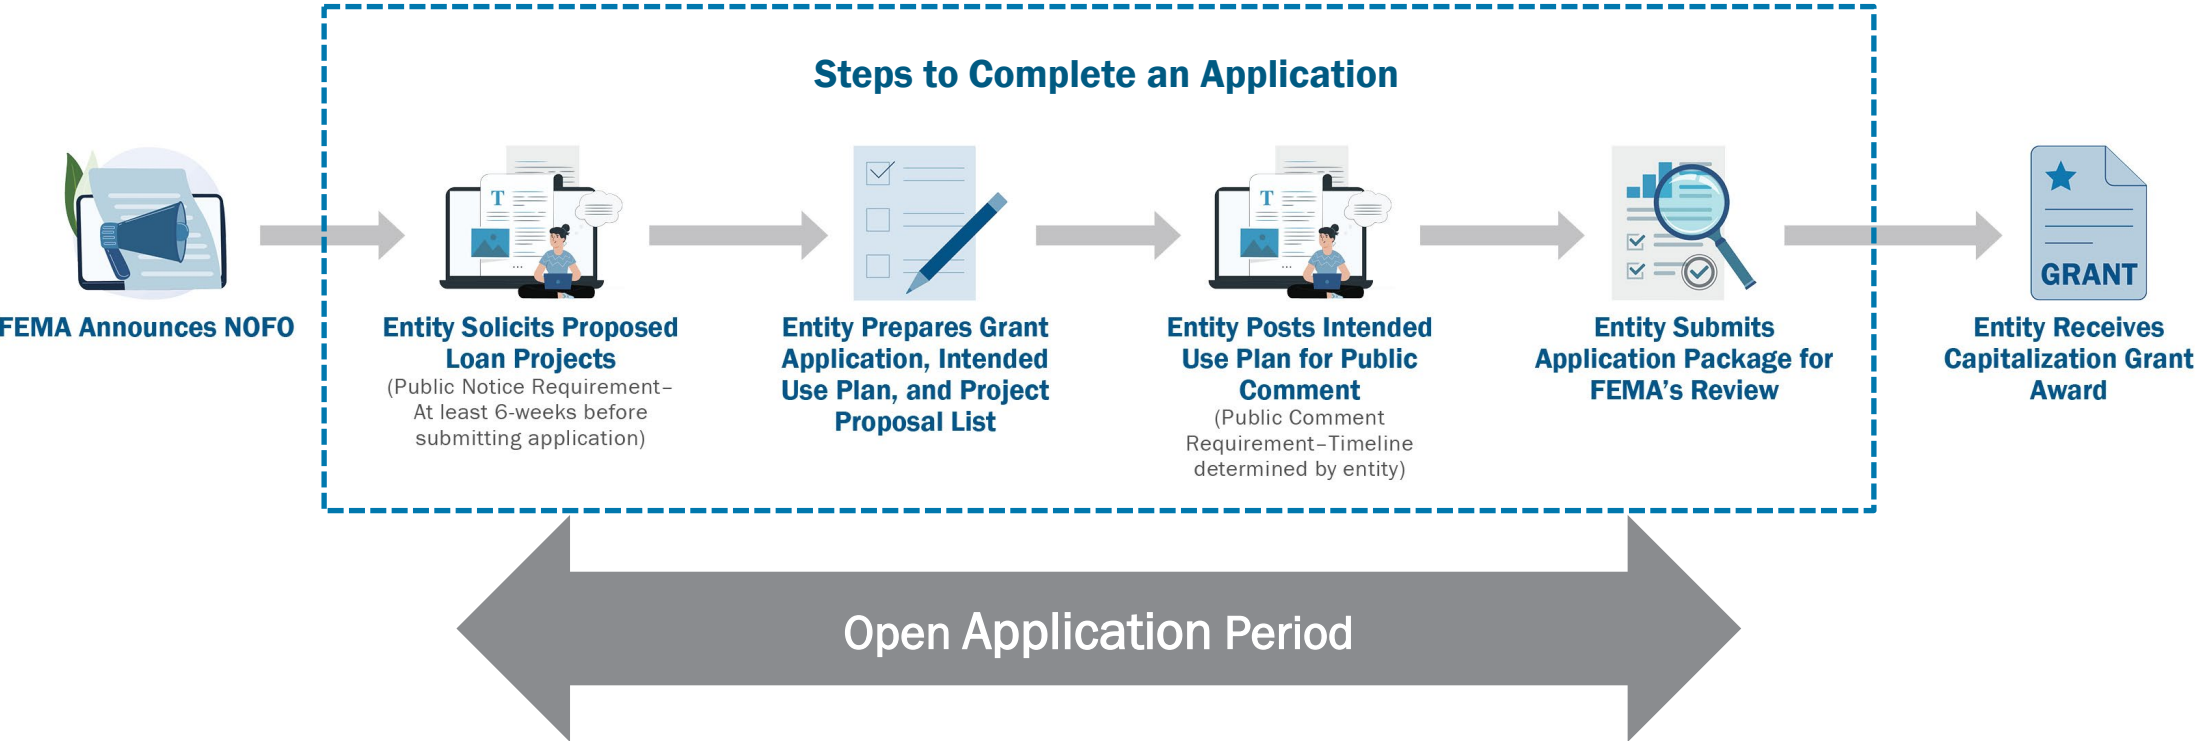 Steps to Complete an Application
FEMA Announces NOFO
Entity Solicits Proposed
Loan Projects
(Public Notice Requirement–
At least 6-weeks before
submitting application)
Entity Prepares Grant
Application, Intended
Use Plan, and Project
Proposal List
Entity Posts Intended
Use Plan for Public
Comment
(Public Comment
Requirement–Timeline
determined by entity)
Entity Submits
Application Package for
FEMA’s Review
GRANT
Entity Receives
Capitalization Grant
Award
T
T
Open Application Period